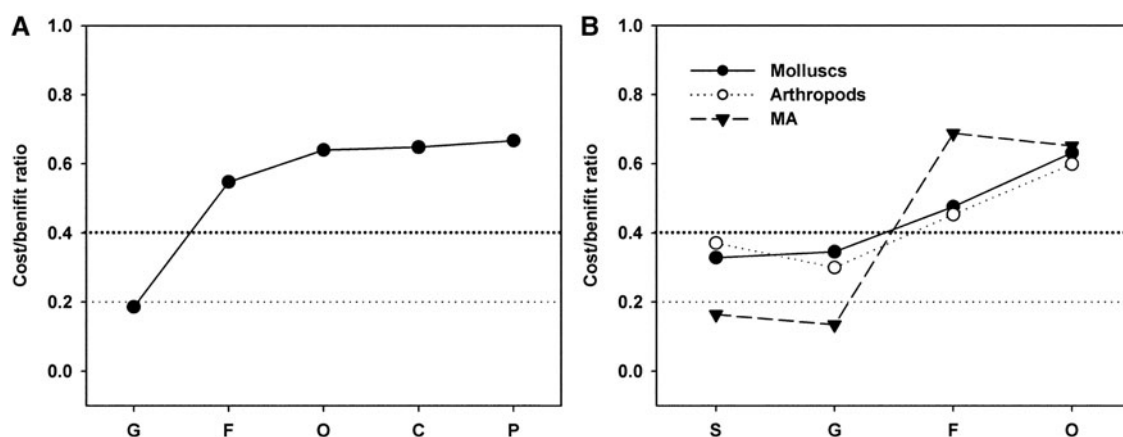 A
Cost/benifit ratio
1.0
0.8
0.6
0.4
0.2
0.0
G F O C P
B
Cost/benifit ratio
1.0
0.8
0.6
0.4
0.2
0.0
Molluscs
Arthropods
MA
S G F O